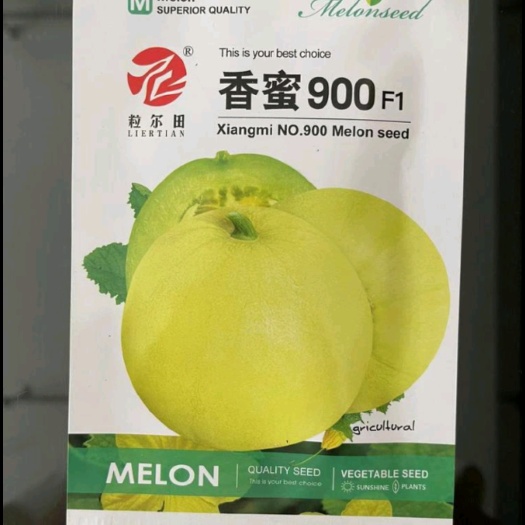 M
SUPERIOR QUALITY
Melonseed
This is your best choice
®
香蜜900 F1
粒尔田
LIERTIAN
Xiangmi NO.900 Melon seed
gricultural
MELON
QUALITY SEED
This is your best choice
VEGETABLE SEED
SUNSHINE PLANTS